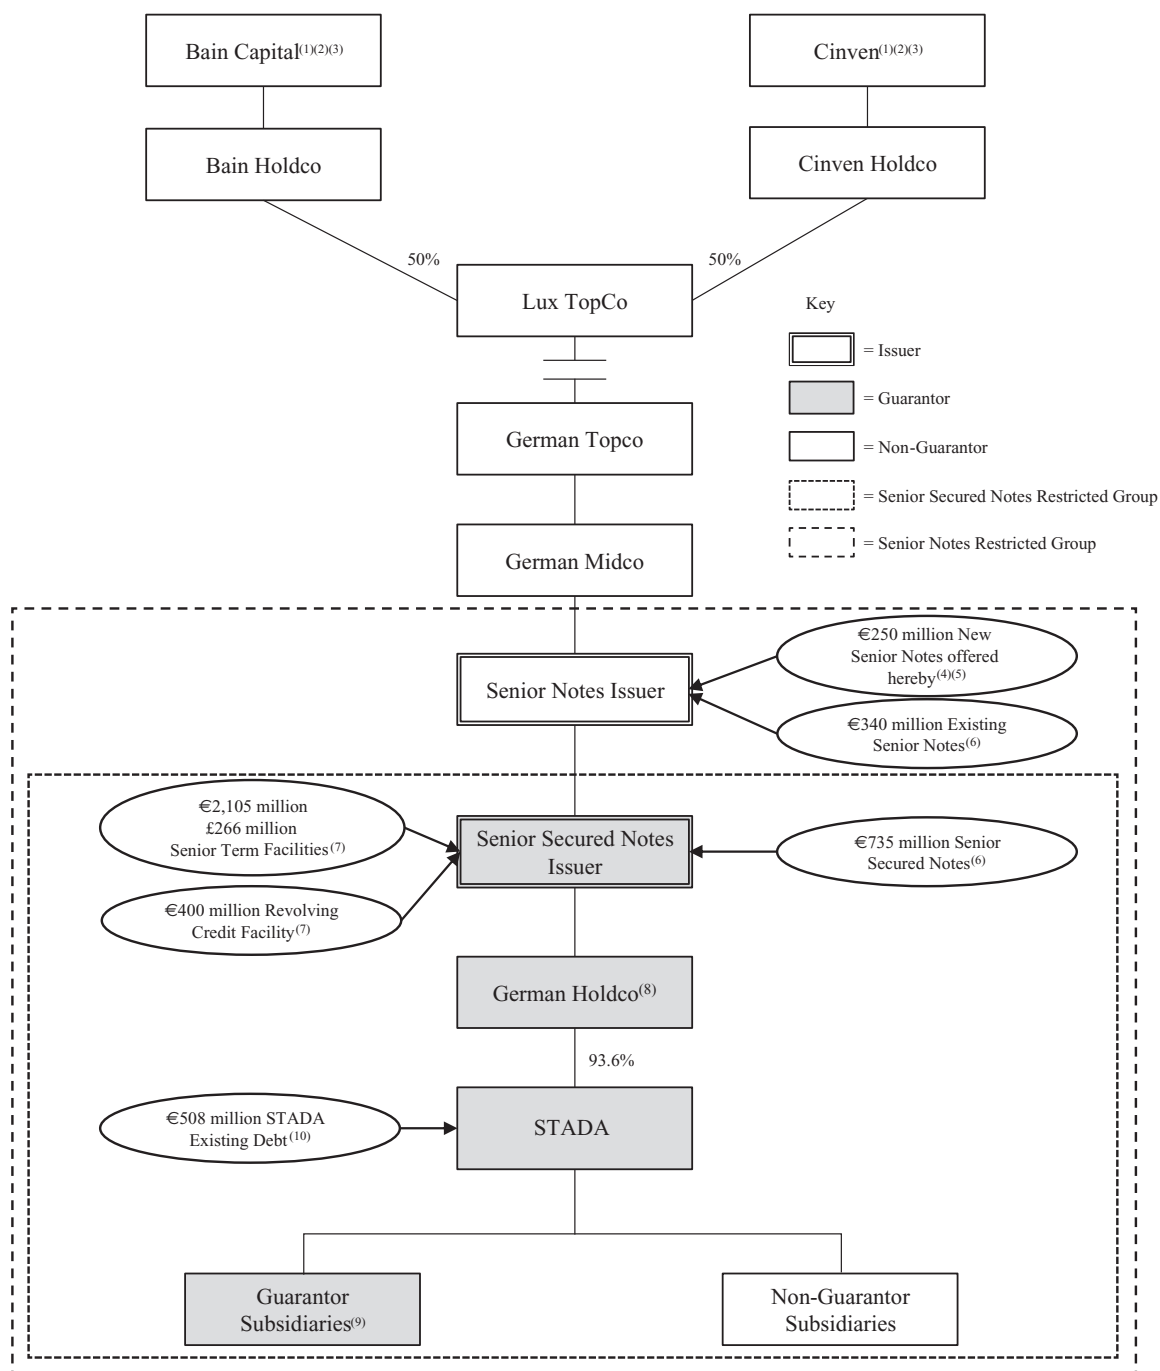 Bain Capital(1)(2)(3)
Cinven(1)(2)(3)
Bain Holdco
Cinven Holdco
50%
50%
Lux TopCo
Key
= Issuer
= Guarantor
German Topco
= Non-Guarantor
= Senior Secured Notes Restricted Group
= Senior Notes Restricted Group
German Midco
€250 million New
Senior Notes offered
hereby(4)(5)
Senior Notes Issuer
€340 million Existing
Senior Notes(6)
€2,105 million
£266 million
Senior Term Facilities(7)
Senior Secured Notes
Issuer
€735 million Senior
Secured Notes(6)
€400 million Revolving
Credit Facility(7)
German Holdco(8)
93.6%
€508 million STADA
Existing Debt(10)
STADA
Guarantor
Subsidiaries(9)
Non-Guarantor
Subsidiaries